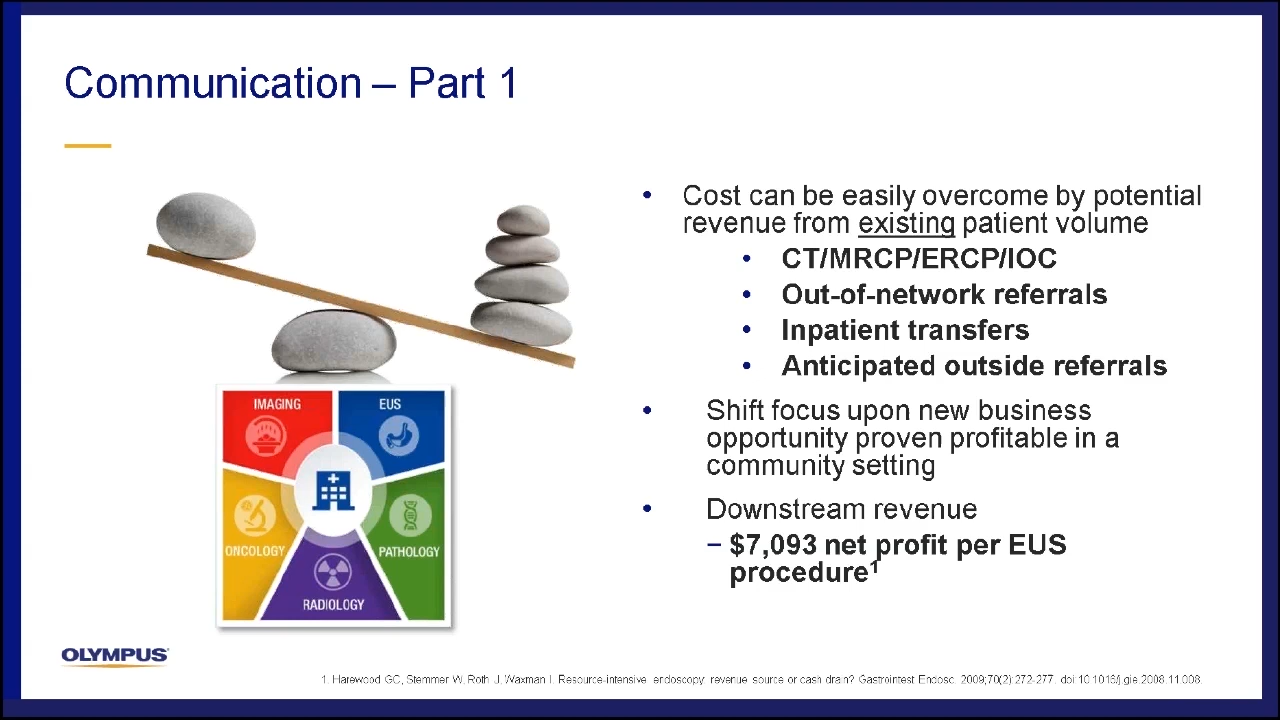 Communication – Part 1
• Cost can be easily overcome by potential
revenue from existing patient volume
• CT/MRCP/ERCP/IOC
• Out-of-network referrals
• Inpatient transfers
• Anticipated outside referrals
• Shift focus upon new business
opportunity proven profitable in a
community setting
• Downstream revenue
– $7,093 net profit per EUS
procedure¹
IMAGING
EUS
ONCOLOGY
PATHOLOGY
RADIOLOGY
OLYMPUS
1. Harewood GC, Stemmer W, Roth J, Waxman I. Resource-intensive endoscopy: revenue source or cash drain? Gastrointest Endosc. 2009;70(2):272-277. doi:10.1016/j.gie.2008.11.008.